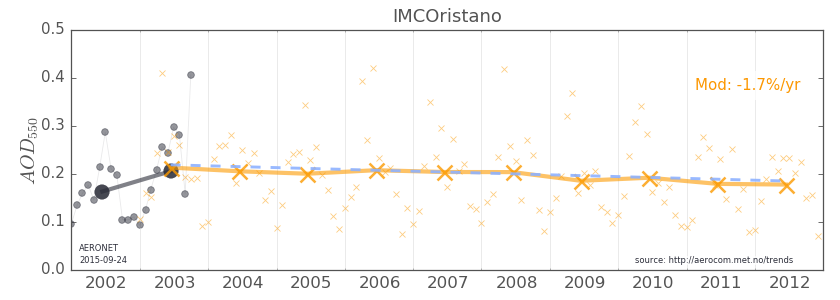 IMCOristano
0.5
0.4
0.3
0.2
0.1
0.0
AOD550
Mod: -1.7%/yr
AERONET
2015-09-24
source: http://aerocom.met.no/trends
2002 2003 2004 2005 2006 2007 2008 2009 2010 2011 2012